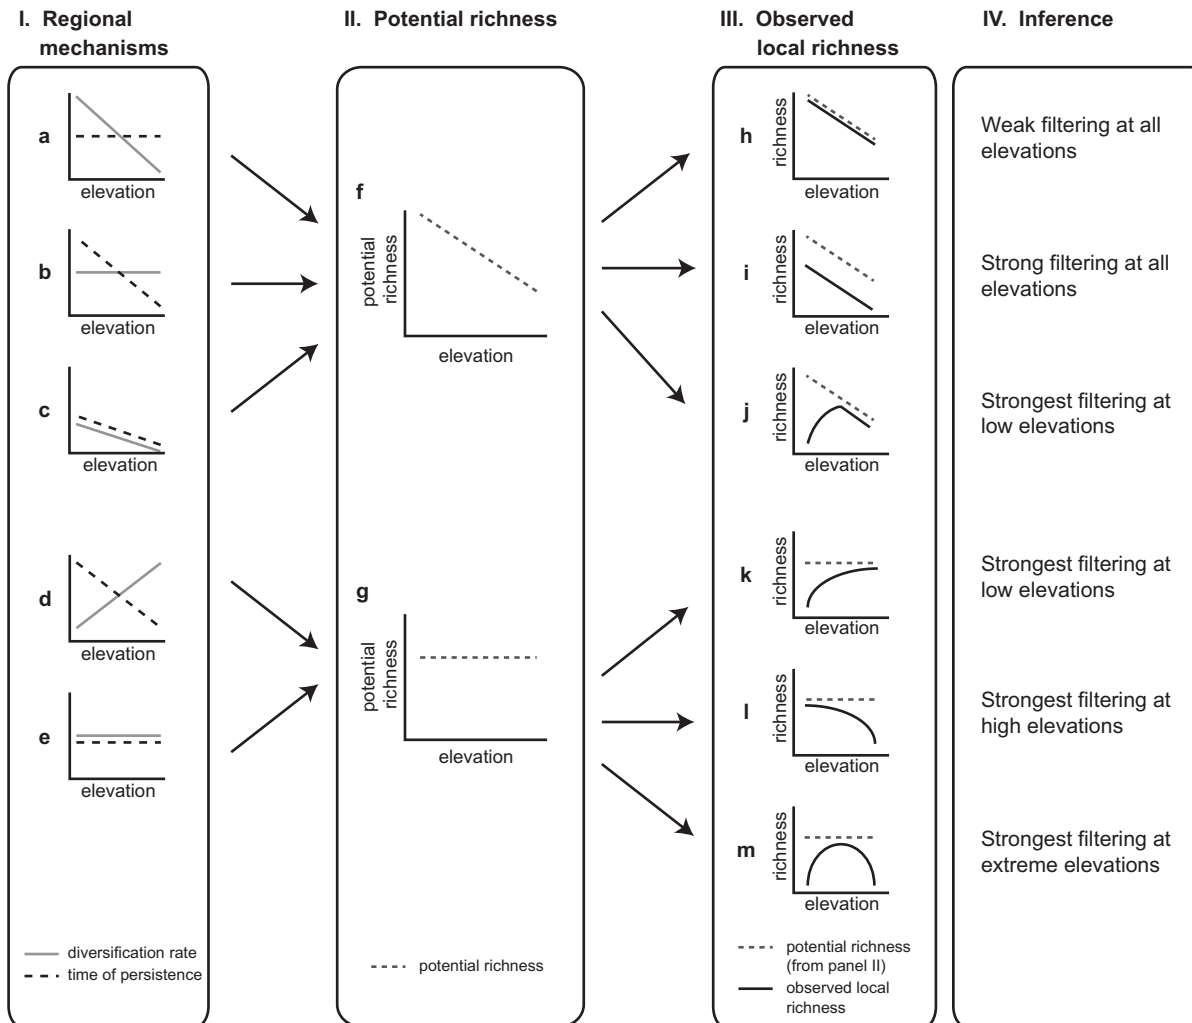 I. Regional
mechanisms
II. Potential richness
III. Observed
local richness
IV. Inference
a
elevation
b
elevation
c
elevation
d
elevation
e
elevation
diversification rate
time of persistence
f
potential
richness
elevation
g
potential
richness
elevation
potential richness
h
richness
elevation
i
richness
elevation
j
richness
elevation
k
richness
elevation
l
richness
elevation
m
richness
elevation
potential richness
(from panel II)
observed local
richness
Weak filtering at all
elevations
Strong filtering at all
elevations
Strongest filtering at
low elevations
Strongest filtering at
low elevations
Strongest filtering at
high elevations
Strongest filtering at
extreme elevations